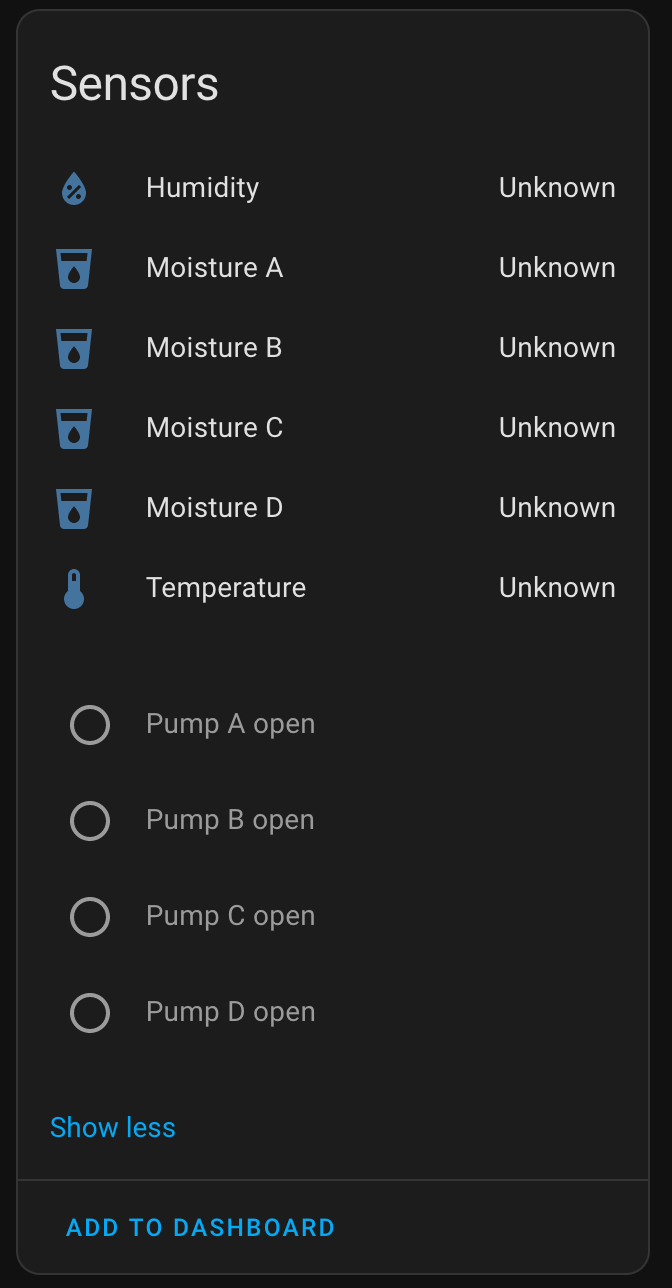 Sensors
Humidity Unknown
Moisture A Unknown
Moisture B Unknown
Moisture C Unknown
Moisture D Unknown
Temperature Unknown
Pump A open
Pump B open
Pump C open
Pump D open
Show less
ADD TO DASHBOARD